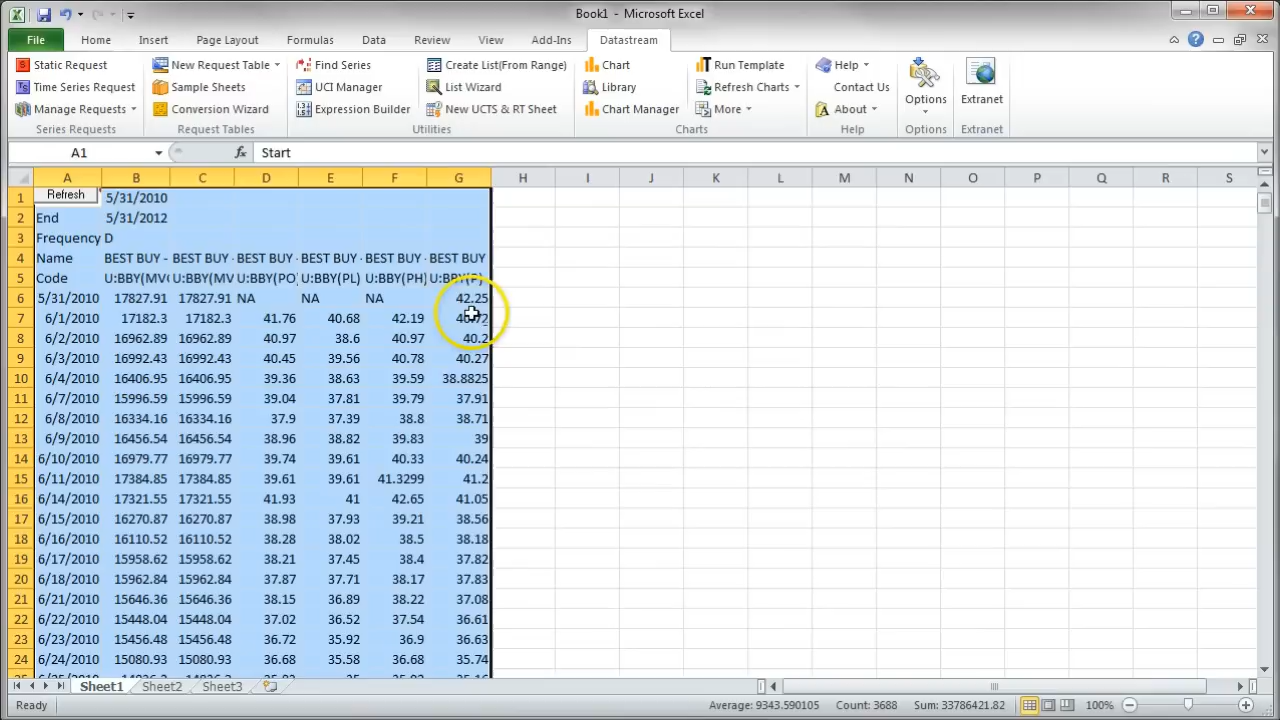 Book1 - Microsoft Excel
File Home Insert Page Layout Formulas Data Review View Add-Ins Datastream
Static Request New Request Table Find Series Create List(From Range) Chart Run Template Help
Time Series Request Sample Sheets UCI Manager List Wizard Library Refresh Charts Contact Us Options Extranet
Manage Requests Conversion Wizard Expression Builder New UCTS & RT Sheet Chart Manager More About
Series Requests Request Tables Utilities Charts Help Options Extranet
A1 fx Start
A B C D E F G H I J K L M N O P Q R S
1 Refresh 5/31/2010
2 End 5/31/2012
3 Frequency D
4 Name BEST BUY - BEST BUY - BEST BUY - BEST BUY - BEST BUY - BEST BUY
5 Code U:BBY(MVC U:BBY(MV U:BBY(PO) U:BBY(PL) U:BBY(PH) U:BBY(P)
6 5/31/2010 17827.91 17827.91 NA NA NA 42.25
7 6/1/2010 17182.3 17182.3 41.76 40.68 42.19 40.72
8 6/2/2010 16962.89 16962.89 40.97 38.6 40.97 40.2
9 6/3/2010 16992.43 16992.43 40.45 39.56 40.78 40.27
10 6/4/2010 16406.95 16406.95 39.36 38.63 39.59 38.8825
11 6/7/2010 15996.59 15996.59 39.04 37.81 39.79 37.91
12 6/8/2010 16334.16 16334.16 37.9 37.39 38.8 38.71
13 6/9/2010 16456.54 16456.54 38.96 38.82 39.83 39
14 6/10/2010 16979.77 16979.77 39.74 39.61 40.33 40.24
15 6/11/2010 17384.85 17384.85 39.61 39.61 41.3299 41.2
16 6/14/2010 17321.55 17321.55 41.93 41 42.65 41.05
17 6/15/2010 16270.87 16270.87 38.98 37.93 39.21 38.56
18 6/16/2010 16110.52 16110.52 38.28 38.02 38.5 38.18
19 6/17/2010 15958.62 15958.62 38.21 37.45 38.4 37.82
20 6/18/2010 15962.84 15962.84 37.87 37.71 38.17 37.83
21 6/21/2010 15646.36 15646.36 38.15 36.89 38.22 37.08
22 6/22/2010 15448.04 15448.04 37.02 36.52 37.54 36.61
23 6/23/2010 15456.48 15456.48 36.72 35.92 36.9 36.63
24 6/24/2010 15080.93 15080.93 36.68 35.58 36.68 35.74
Sheet1 Sheet2 Sheet3
Ready Average: 9343.590105 Count: 3688 Sum: 33786421.82 100%